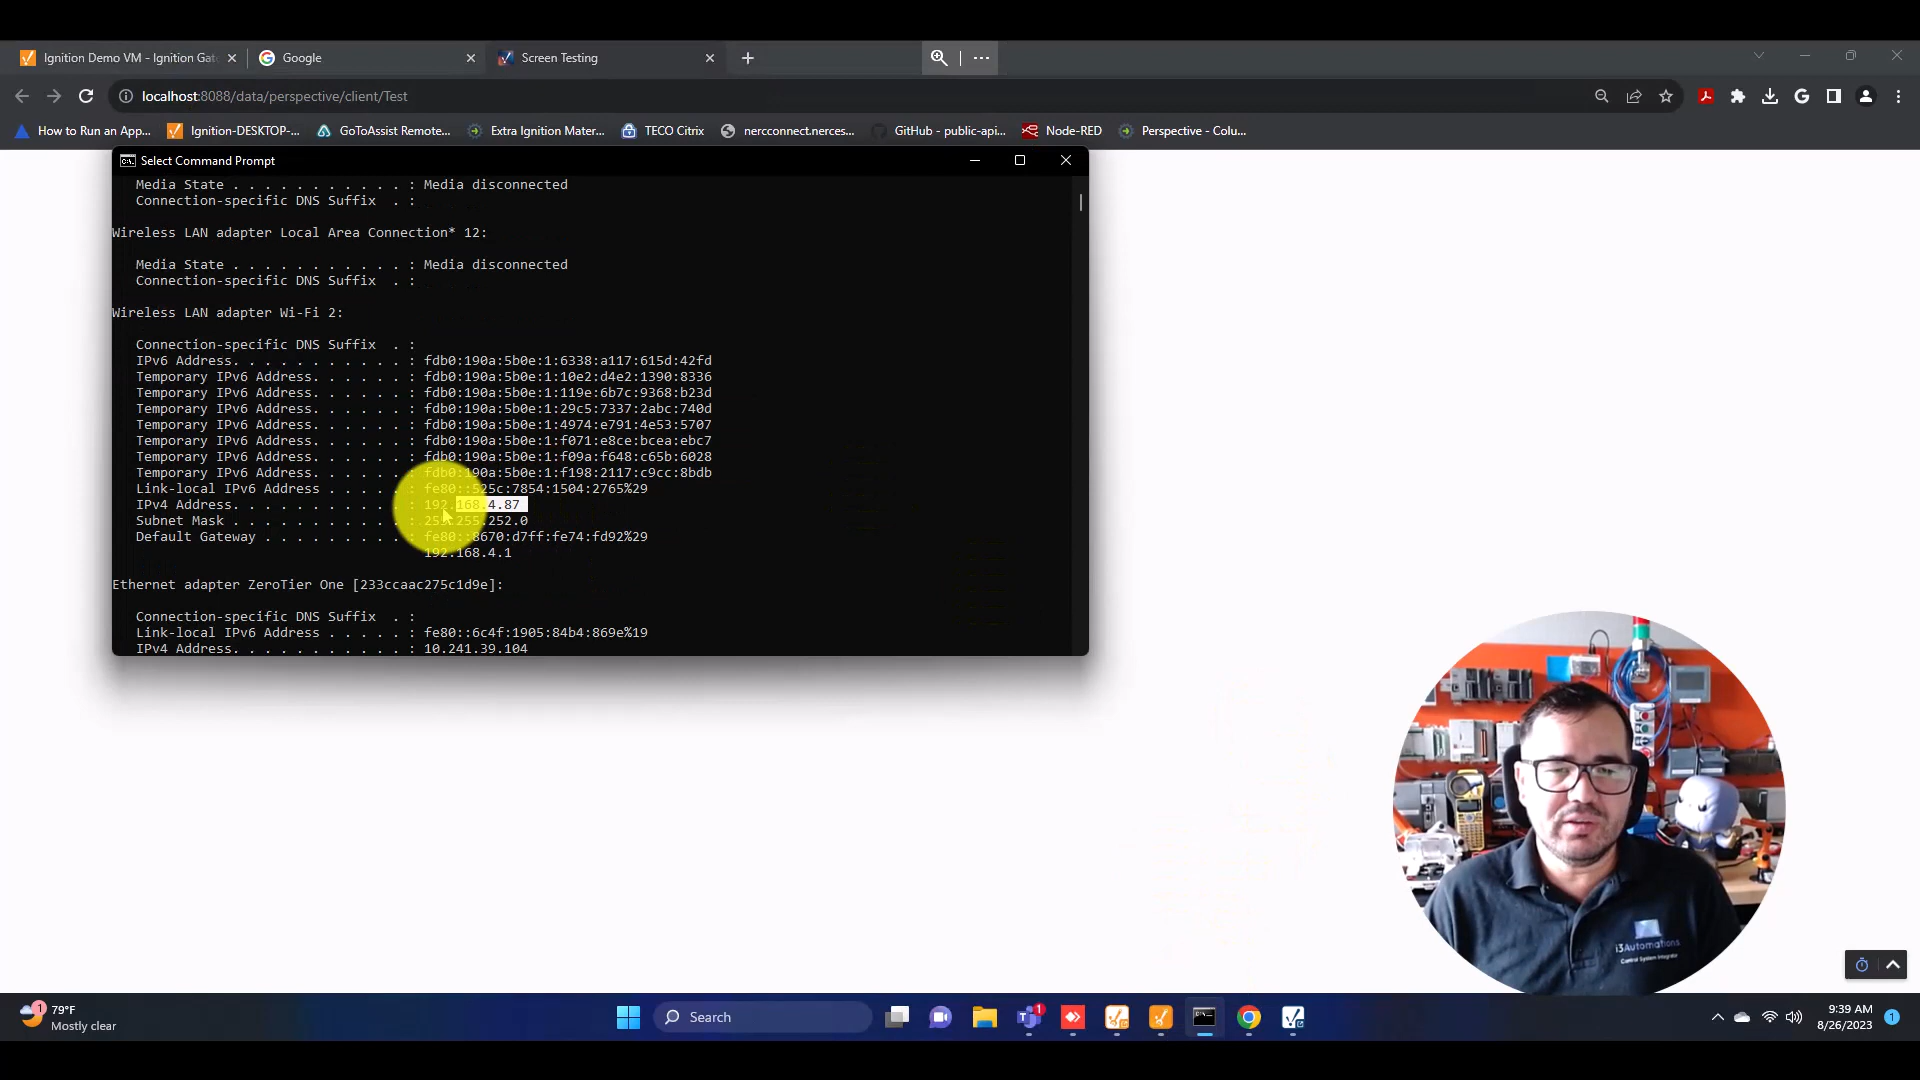 Ignition Demo VM - Ignition Gat
Google
Screen Testing
localhost:8088/data/perspective/client/Test
How to Run an App...
Ignition-DESKTOP-...
GoToAssist Remote...
Extra Ignition Mater...
TECO Citrix
nercconnect.nerces...
GitHub - public-api...
Node-RED
Perspective - Colu...
Select Command Prompt
Media State . . . . . . . . . . . : Media disconnected
Connection-specific DNS Suffix  . :
Wireless LAN adapter Local Area Connection* 12:
Media State . . . . . . . . . . . : Media disconnected
Connection-specific DNS Suffix  . :
Wireless LAN adapter Wi-Fi 2:
Connection-specific DNS Suffix  . :
IPv6 Address. . . . . . . . . . . : fdb0:190a:5b0e:1:6338:a117:615d:42fd
Temporary IPv6 Address. . . . . . : fdb0:190a:5b0e:1:10e2:d4e2:1390:8336
Temporary IPv6 Address. . . . . . : fdb0:190a:5b0e:1:119e:6b7c:9368:b23d
Temporary IPv6 Address. . . . . . : fdb0:190a:5b0e:1:29c5:7337:2abc:740d
Temporary IPv6 Address. . . . . . : fdb0:190a:5b0e:1:4974:e791:4e53:5707
Temporary IPv6 Address. . . . . . : fdb0:190a:5b0e:1:f071:e8ce:bcea:ebc7
Temporary IPv6 Address. . . . . . : fdb0:190a:5b0e:1:f09a:f648:c65b:6028
Temporary IPv6 Address. . . . . . : fdb0:190a:5b0e:1:f198:2117:c9cc:8bdb
Link-local IPv6 Address . . . . . : fe80::525c:7854:1504:2765%29
IPv4 Address. . . . . . . . . . . : 192.168.4.87
Subnet Mask . . . . . . . . . . . : 255.255.252.0
Default Gateway . . . . . . . . . : fe80::8670:d7ff:fe74:fd92%29
192.168.4.1
Ethernet adapter ZeroTier One [233ccaac275c1d9e]:
Connection-specific DNS Suffix  . :
Link-local IPv6 Address . . . . . : fe80::6c4f:1905:84b4:869e%19
IPv4 Address. . . . . . . . . . . : 10.241.39.104
i3Automations
Control System Integrator
1
79°F
Mostly clear
Search
1
9:39 AM
8/26/2023
1